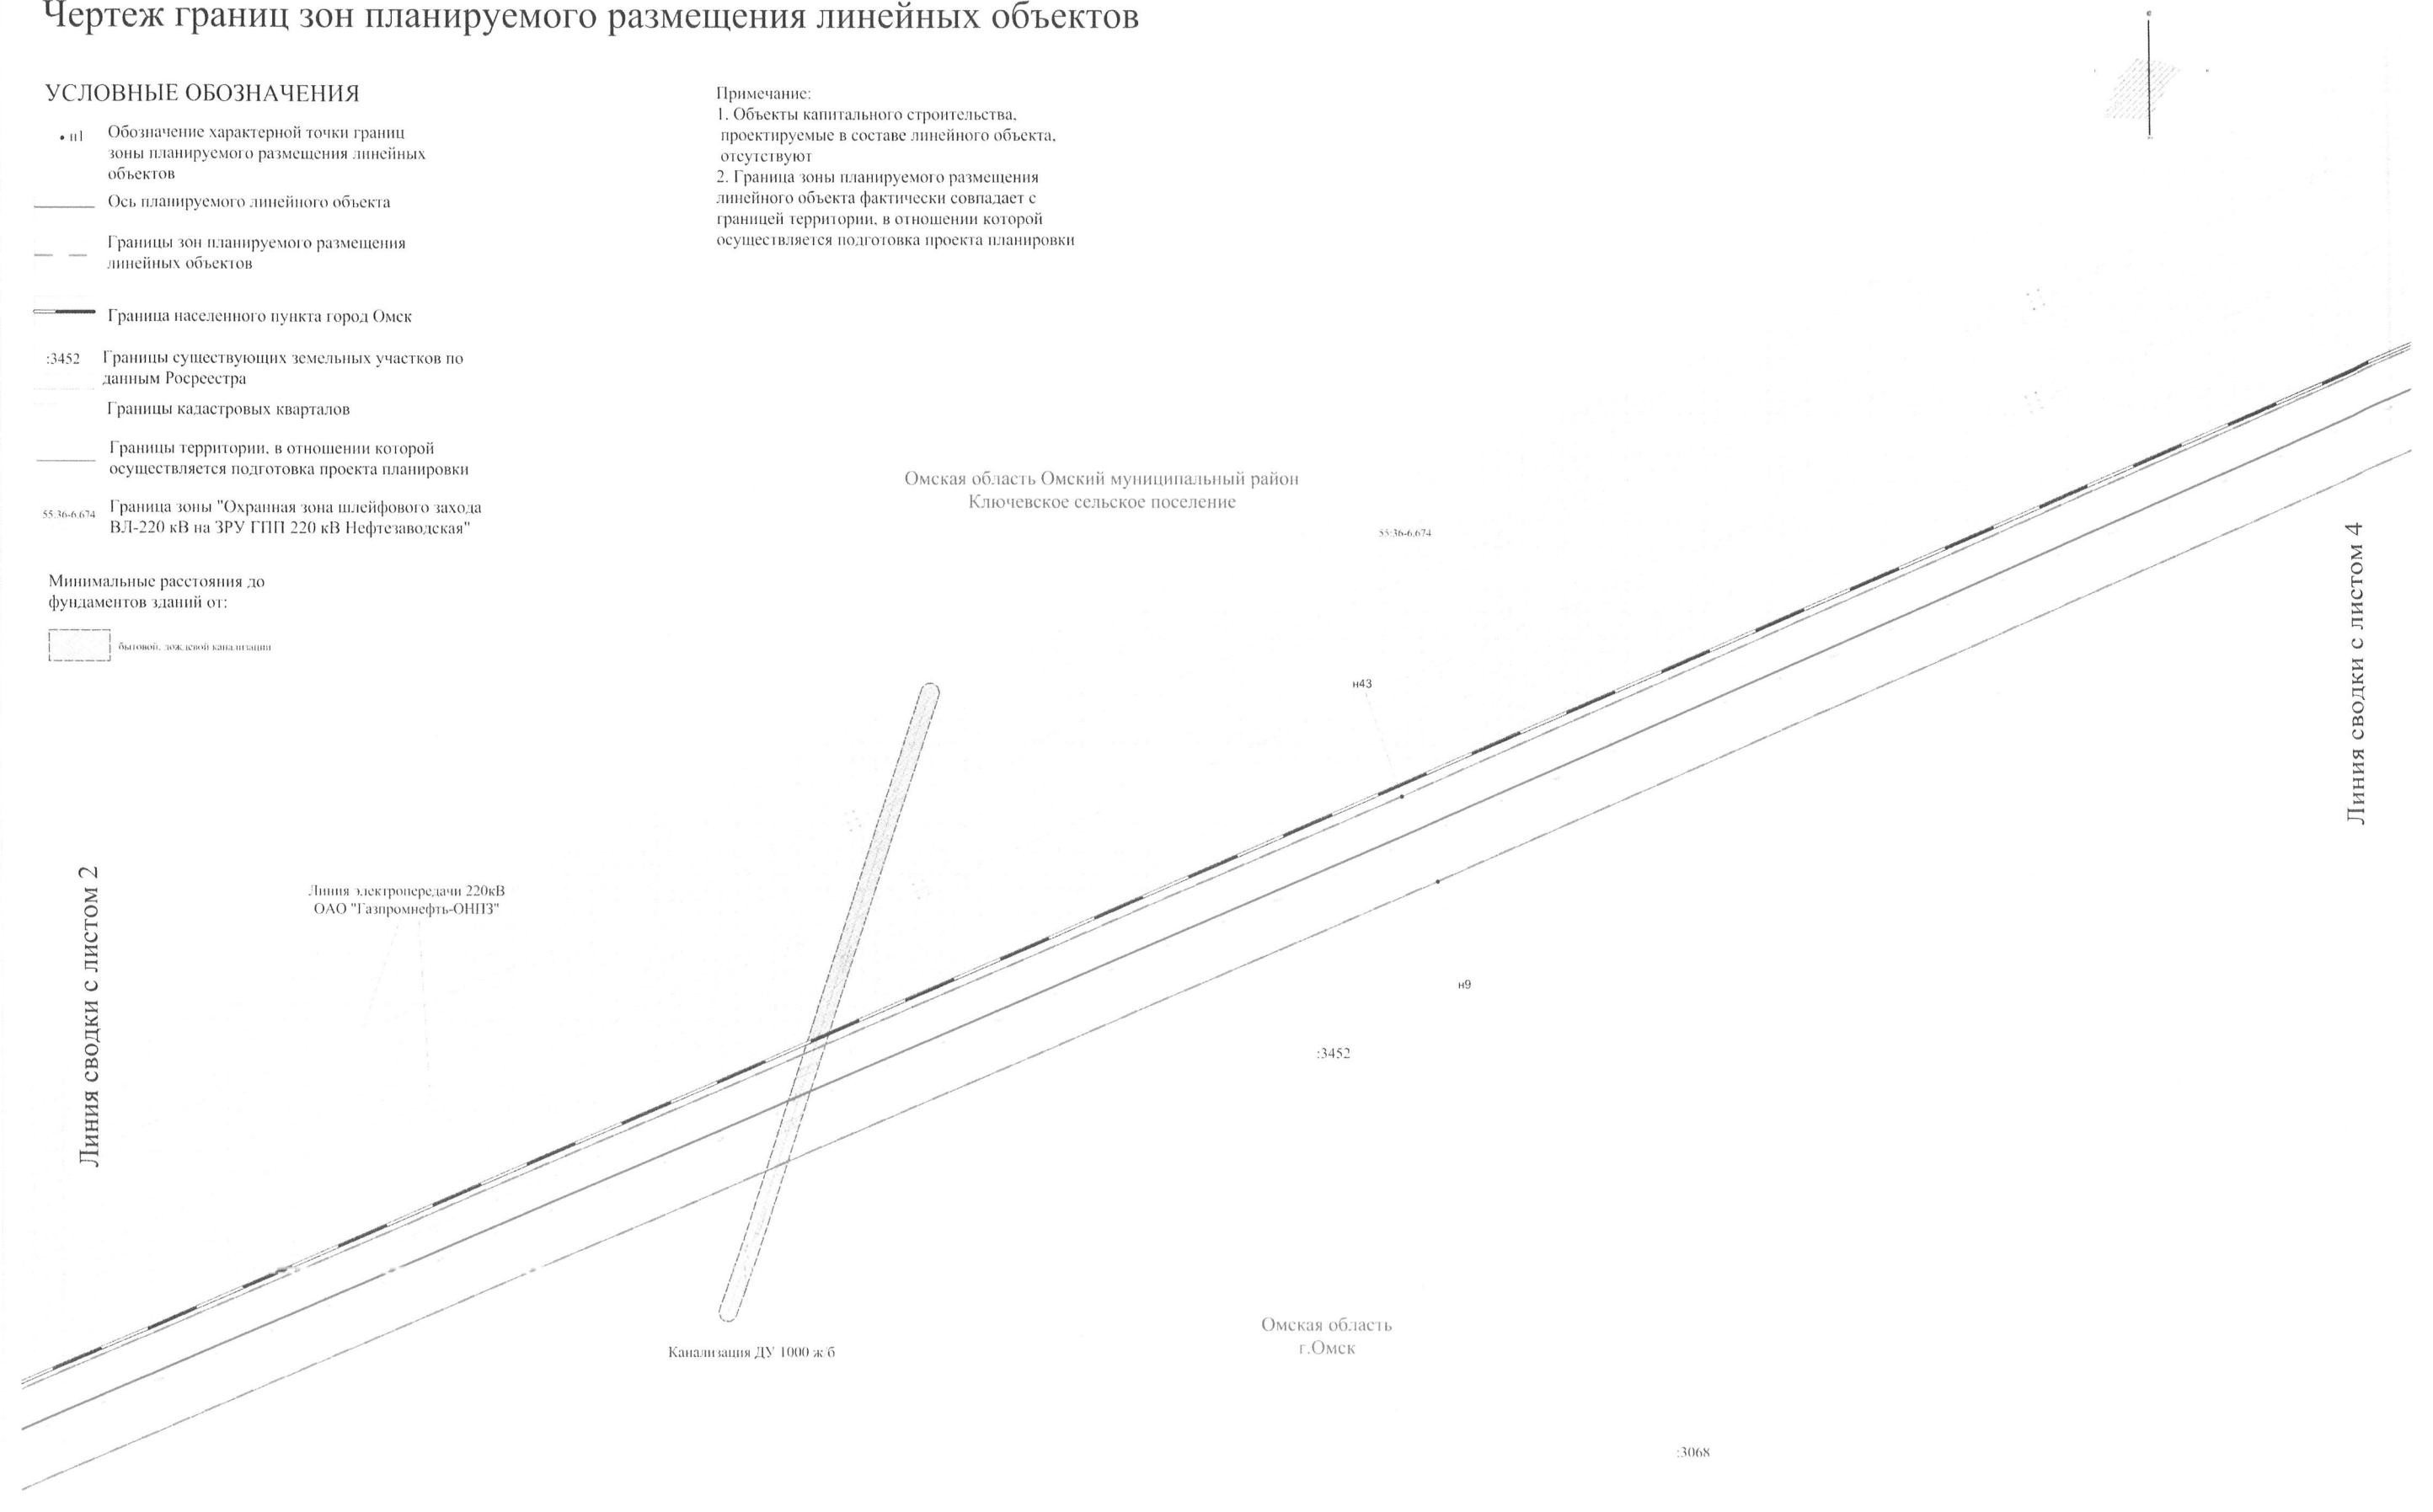 Чертеж границ зон планируемого размещения линейных объектов
УСЛОВНЫЕ ОБОЗНАЧЕНИЯ
н1
Обозначение характерной точки границ
зоны планируемого размещения линейных
объектов
Ось планируемого линейного объекта
Границы зон планируемого размещения
линейных объектов
Граница населенного пункта город Омск
:3452
Границы существующих земельных участков по
данным Росреестра
Границы кадастровых кварталов
Границы территории, в отношении которой
осуществляется подготовка проекта планировки
55:36-6.674
Граница зоны "Охранная зона шлейфового захода
ВЛ-220 кВ на ЗРУ ГПП 220 кВ Нефтезаводская"
Минимальные расстояния до
фундаментов зданий от:
бытовой, дождевой канализации
Примечание:
1. Объекты капитального строительства,
проектируемые в составе линейного объекта,
отсутствуют
2. Граница зоны планируемого размещения
линейного объекта фактически совпадает с
границей территории, в отношении которой
осуществляется подготовка проекта планировки
Омская область Омский муниципальный район
Ключевское сельское поселение
55:36-6.674
н43
Линия сводки с листом 4
Линия сводки с листом 2
Линия электропередачи 220кВ
ОАО "Газпромнефть-ОНПЗ"
н9
:3452
Омская область
г.Омск
Канализация ДУ 1000 ж/б
:3068